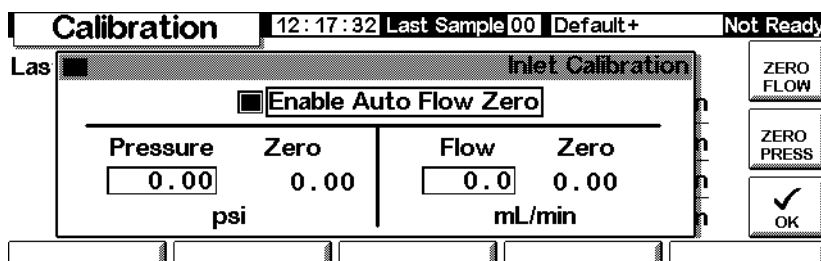 Calibration 12:17:32 Last Sample 00 Default+ Not Ready
Las Inlet Calibration
ZERO FLOW
Enable Auto Flow Zero
Pressure Zero Flow Zero
ZERO PRESS
0.00 0.00 0.0 0.00
psi mL/min
OK